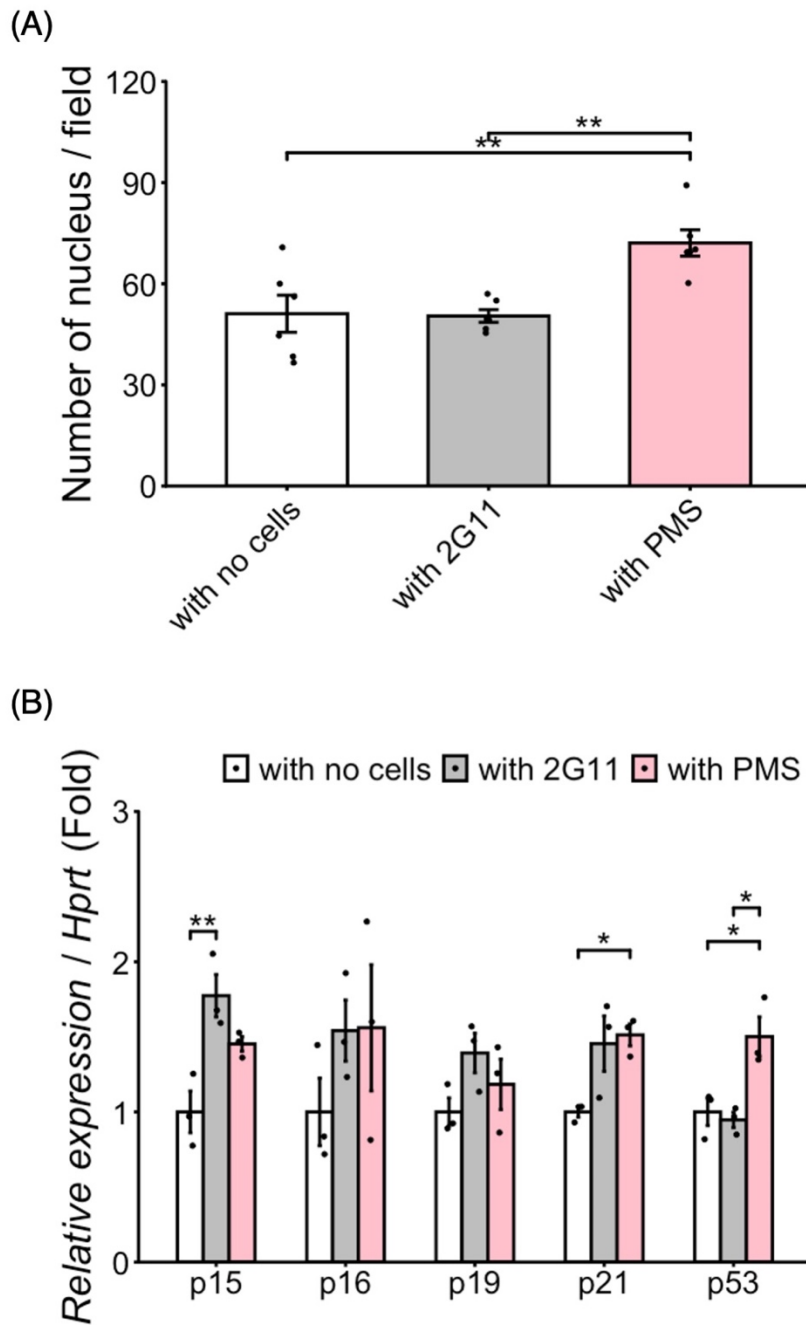 (A)
Number of nucleus / field
120
90
60
30
0
**
**
with no cells
with 2G11
with PMS
(B)
with no cells with 2G11 with PMS
Relative expression / Hprt (Fold)
3
2
1
0
**
*
*
*
p15 p16 p19 p21 p53